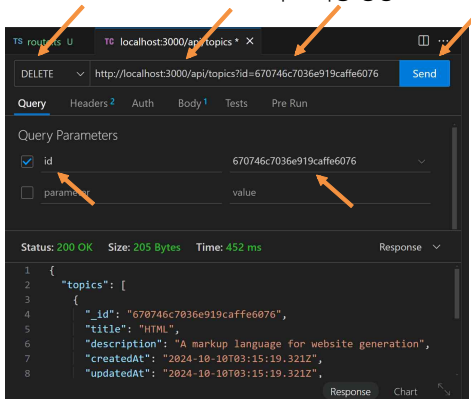 TS route.ts U TC localhost:3000/api/topics * ✕ ···
DELETE http://localhost:3000/api/topics?id=670746c7036e919caffe6076 Send
Query Headers 2 Auth Body 1 Tests Pre Run
Query Parameters
id 670746c7036e919caffe6076
parameter value
Status: 200 OK Size: 205 Bytes Time: 452 ms Response
1 {
2 "topics": [
3 {
4 "_id": "670746c7036e919caffe6076",
5 "title": "HTML",
6 "description": "A markup language for website generation",
7 "createdAt": "2024-10-10T03:15:19.321Z",
8 "updatedAt": "2024-10-10T03:15:19.321Z",
Response Chart